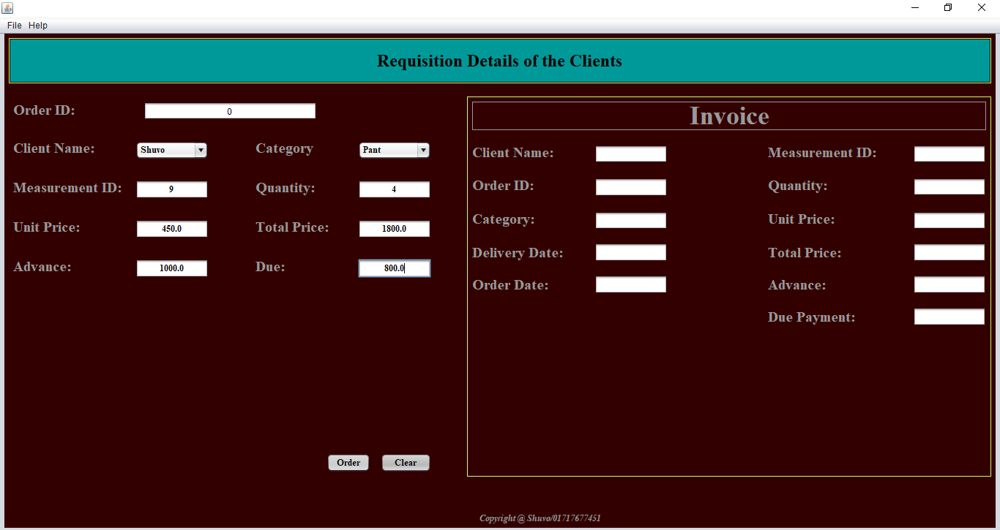 File Help
Requisition Details of the Clients
Order ID: 0
Client Name: Shuvo Category Pant
Measurement ID: 9 Quantity: 4
Unit Price: 450.0 Total Price: 1800.0
Advance: 1000.0 Due: 800.0
Order Clear
Invoice
Client Name: Measurement ID:
Order ID: Quantity:
Category: Unit Price:
Delivery Date: Total Price:
Order Date: Advance:
Due Payment:
Copyright @ Shuvo/01717677451